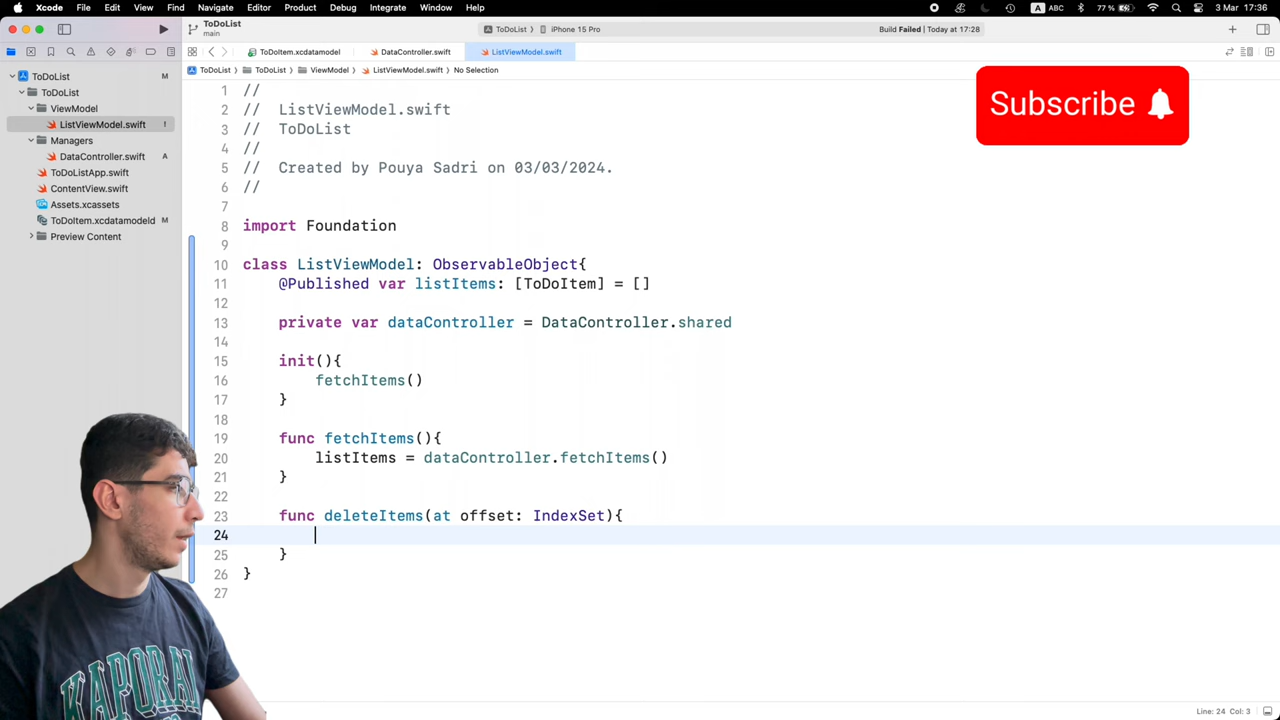 Xcode File Edit View Find Navigate Editor Product Debug Source Control Integrate Window Help
A ABC 77 % 3 Mar 17:36
ToDoList
main
ToDoList iPhone 15 Pro
Build Failed | Today at 17:28
ToDoItem.xcdatamodel DataController.swift ListViewModel.swift
ToDoList ToDoList ViewModel ListViewModel.swift No Selection
ToDoList M
ToDoList
ViewModel
ListViewModel.swift !
Managers
DataController.swift A
ToDoListApp.swift
ContentView.swift
Assets.xcassets
ToDoItem.xcdatamodeld M
Preview Content
Subscribe
1 //
2 // ListViewModel.swift
3 // ToDoList
4 //
5 // Created by Pouya Sadri on 03/03/2024.
6 //
7
8 import Foundation
9
10 class ListViewModel: ObservableObject{
11 @Published var listItems: [ToDoItem] = []
12
13 private var dataController = DataController.shared
14
15 init(){
16 fetchItems()
17 }
18
19 func fetchItems(){
20 listItems = dataController.fetchItems()
21 }
22
23 func deleteItems(at offset: IndexSet){
24
25 }
26 }
27
KAPORAL
Line: 24 Col: 3